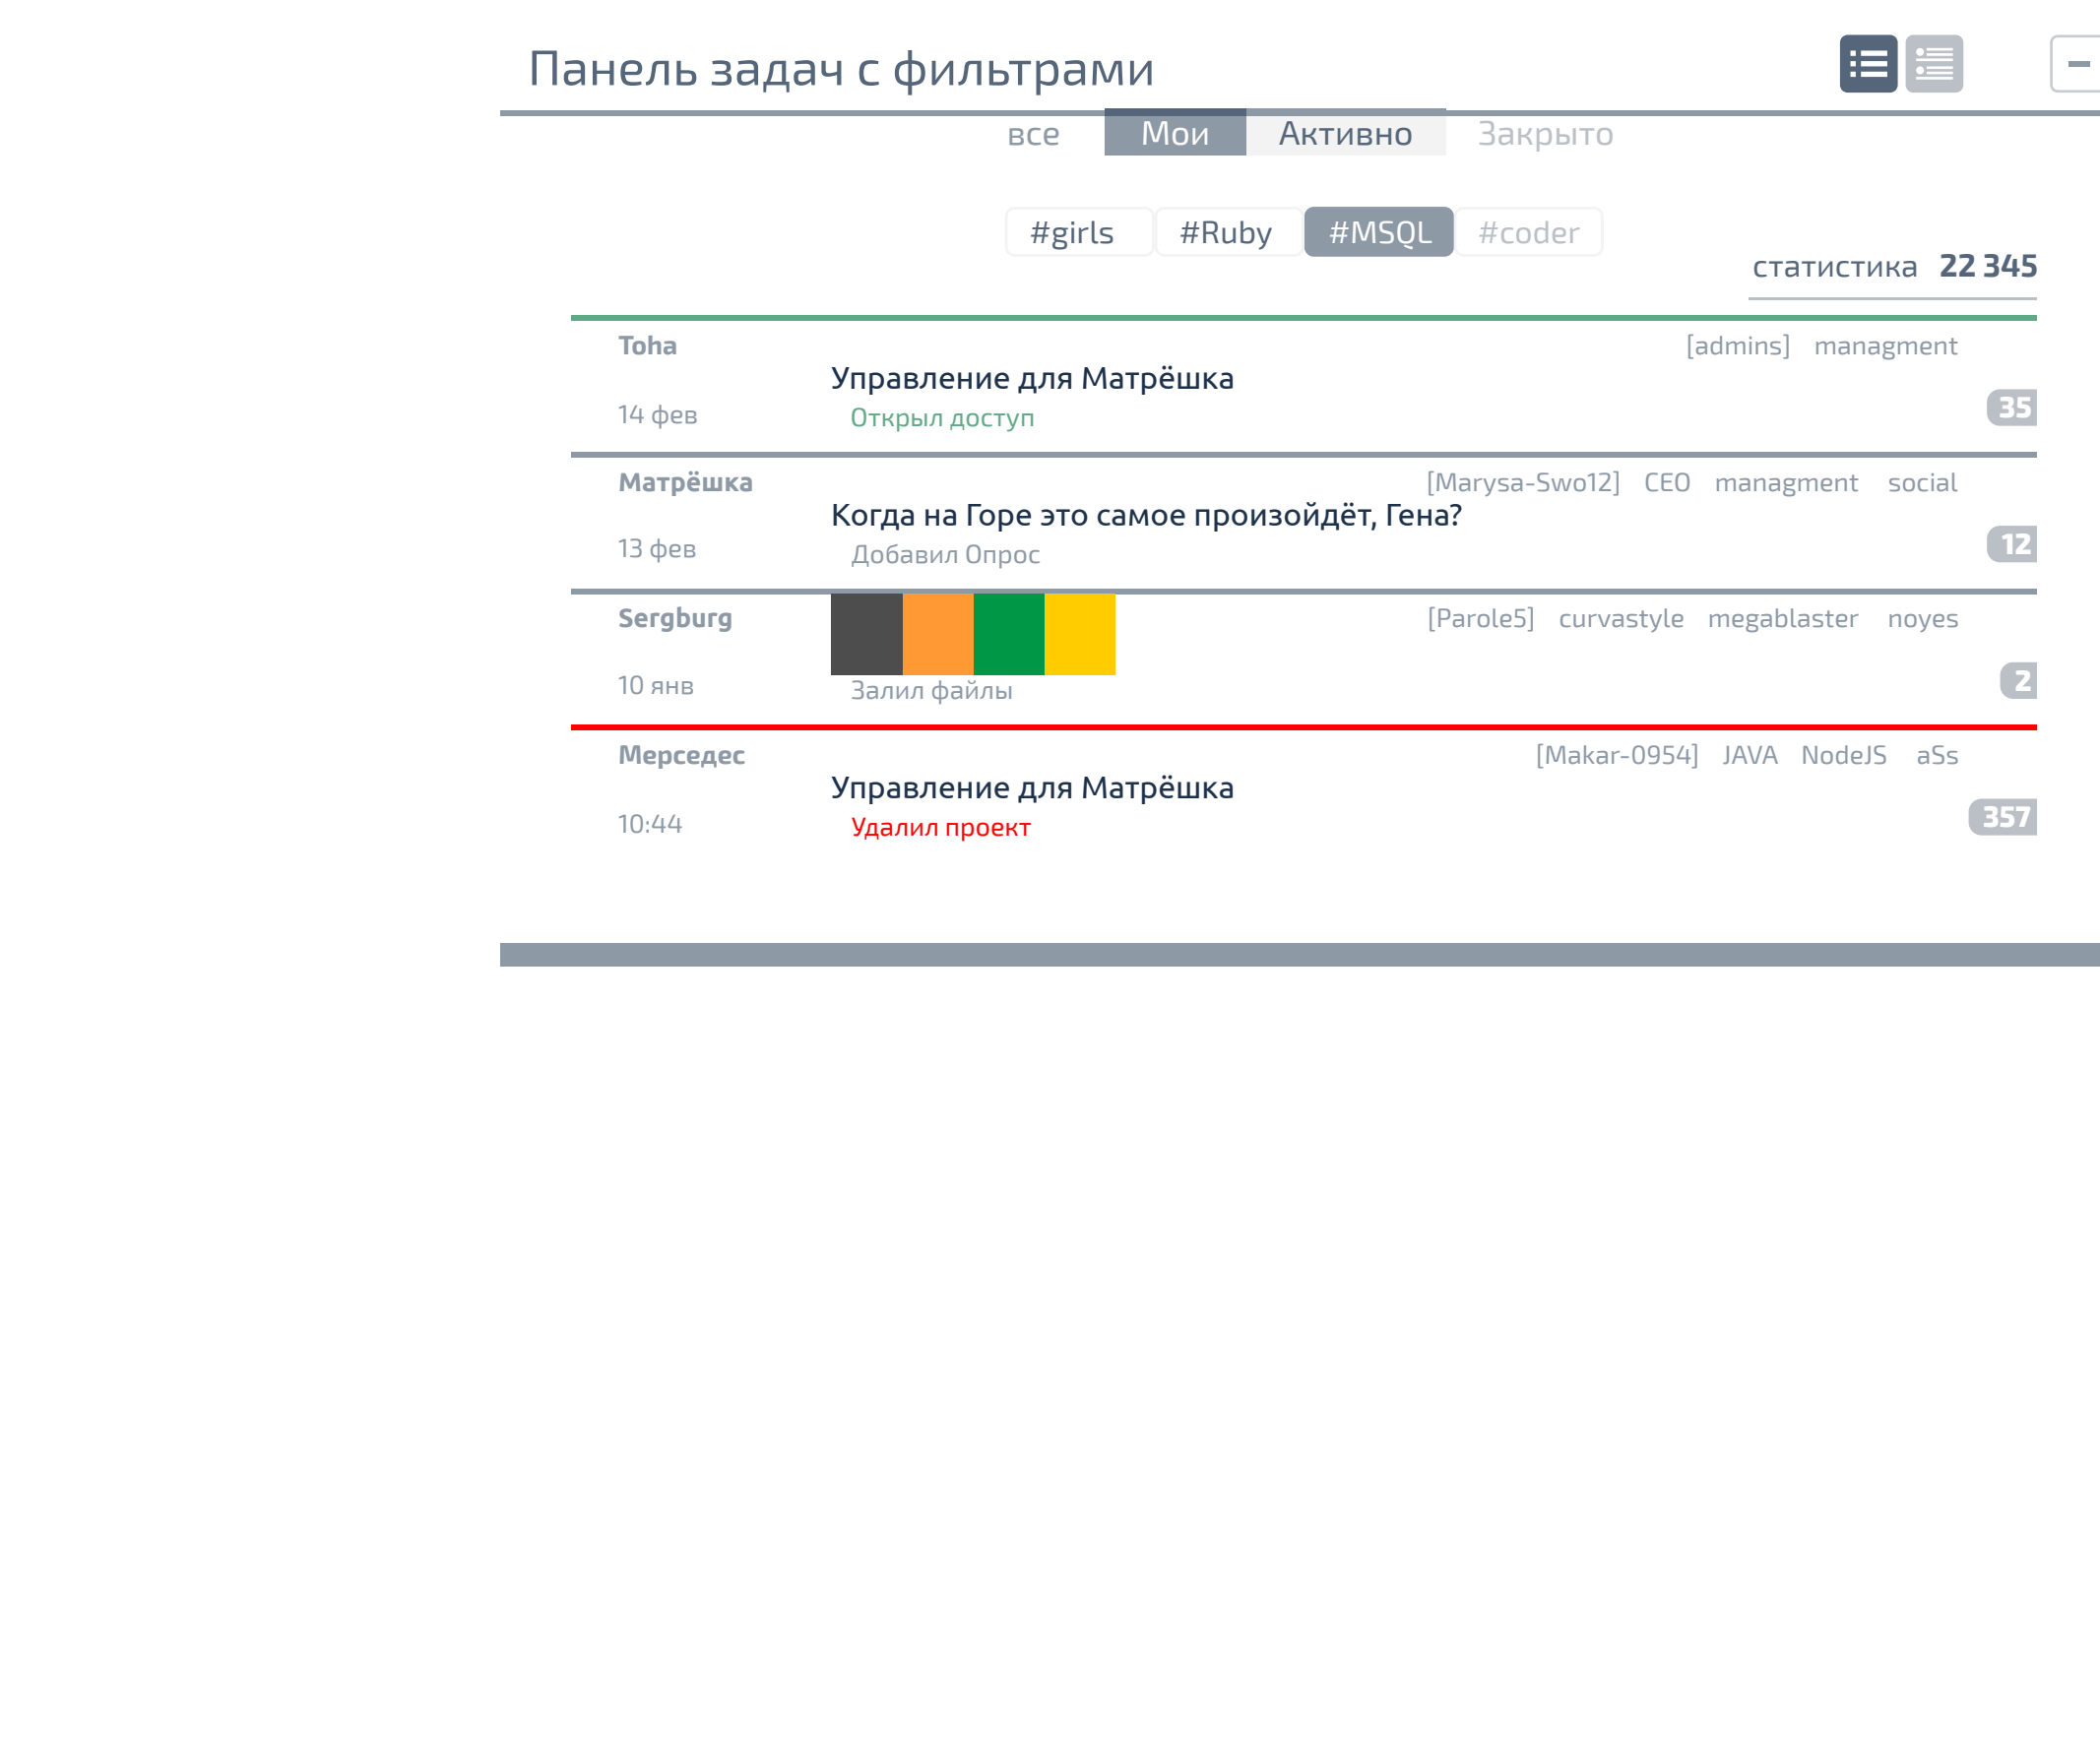 Панель задач с фильтрами
все Мои Активно Закрыто
#girls #Ruby #MSQL #coder
статистика 22 345
Toha [admins] managment
Управление для Матрёшка
14 фев Открыл доступ 35
Матрёшка [Marysa-Swo12] CEO managment social
Когда на Горе это самое произойдёт, Гена?
13 фев Добавил Опрос 12
Sergburg [Parole5] curvastyle megablaster noyes
10 янв Залил файлы 2
Мерседес [Makar-0954] JAVA NodeJS aSs
Управление для Матрёшка
10:44 Удалил проект 357